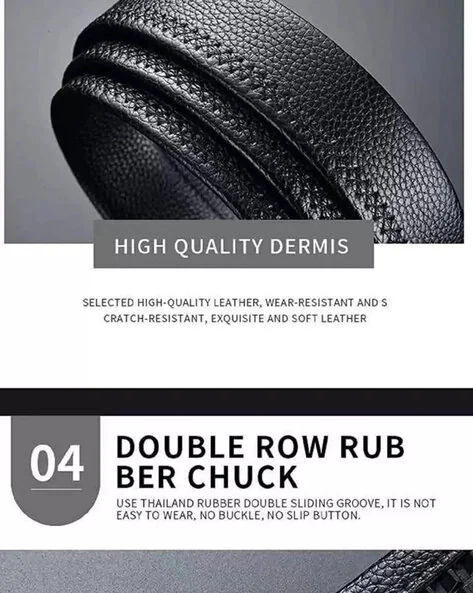 HIGH QUALITY DERMIS
SELECTED HIGH-QUALITY LEATHER, WEAR-RESISTANT AND S
CRATCH-RESISTANT, EXQUISITE AND SOFT LEATHER
04
DOUBLE ROW RUB
BER CHUCK
USE THAILAND RUBBER DOUBLE SLIDING GROOVE, IT IS NOT
EASY TO WEAR, NO BUCKLE, NO SLIP BUTTON.